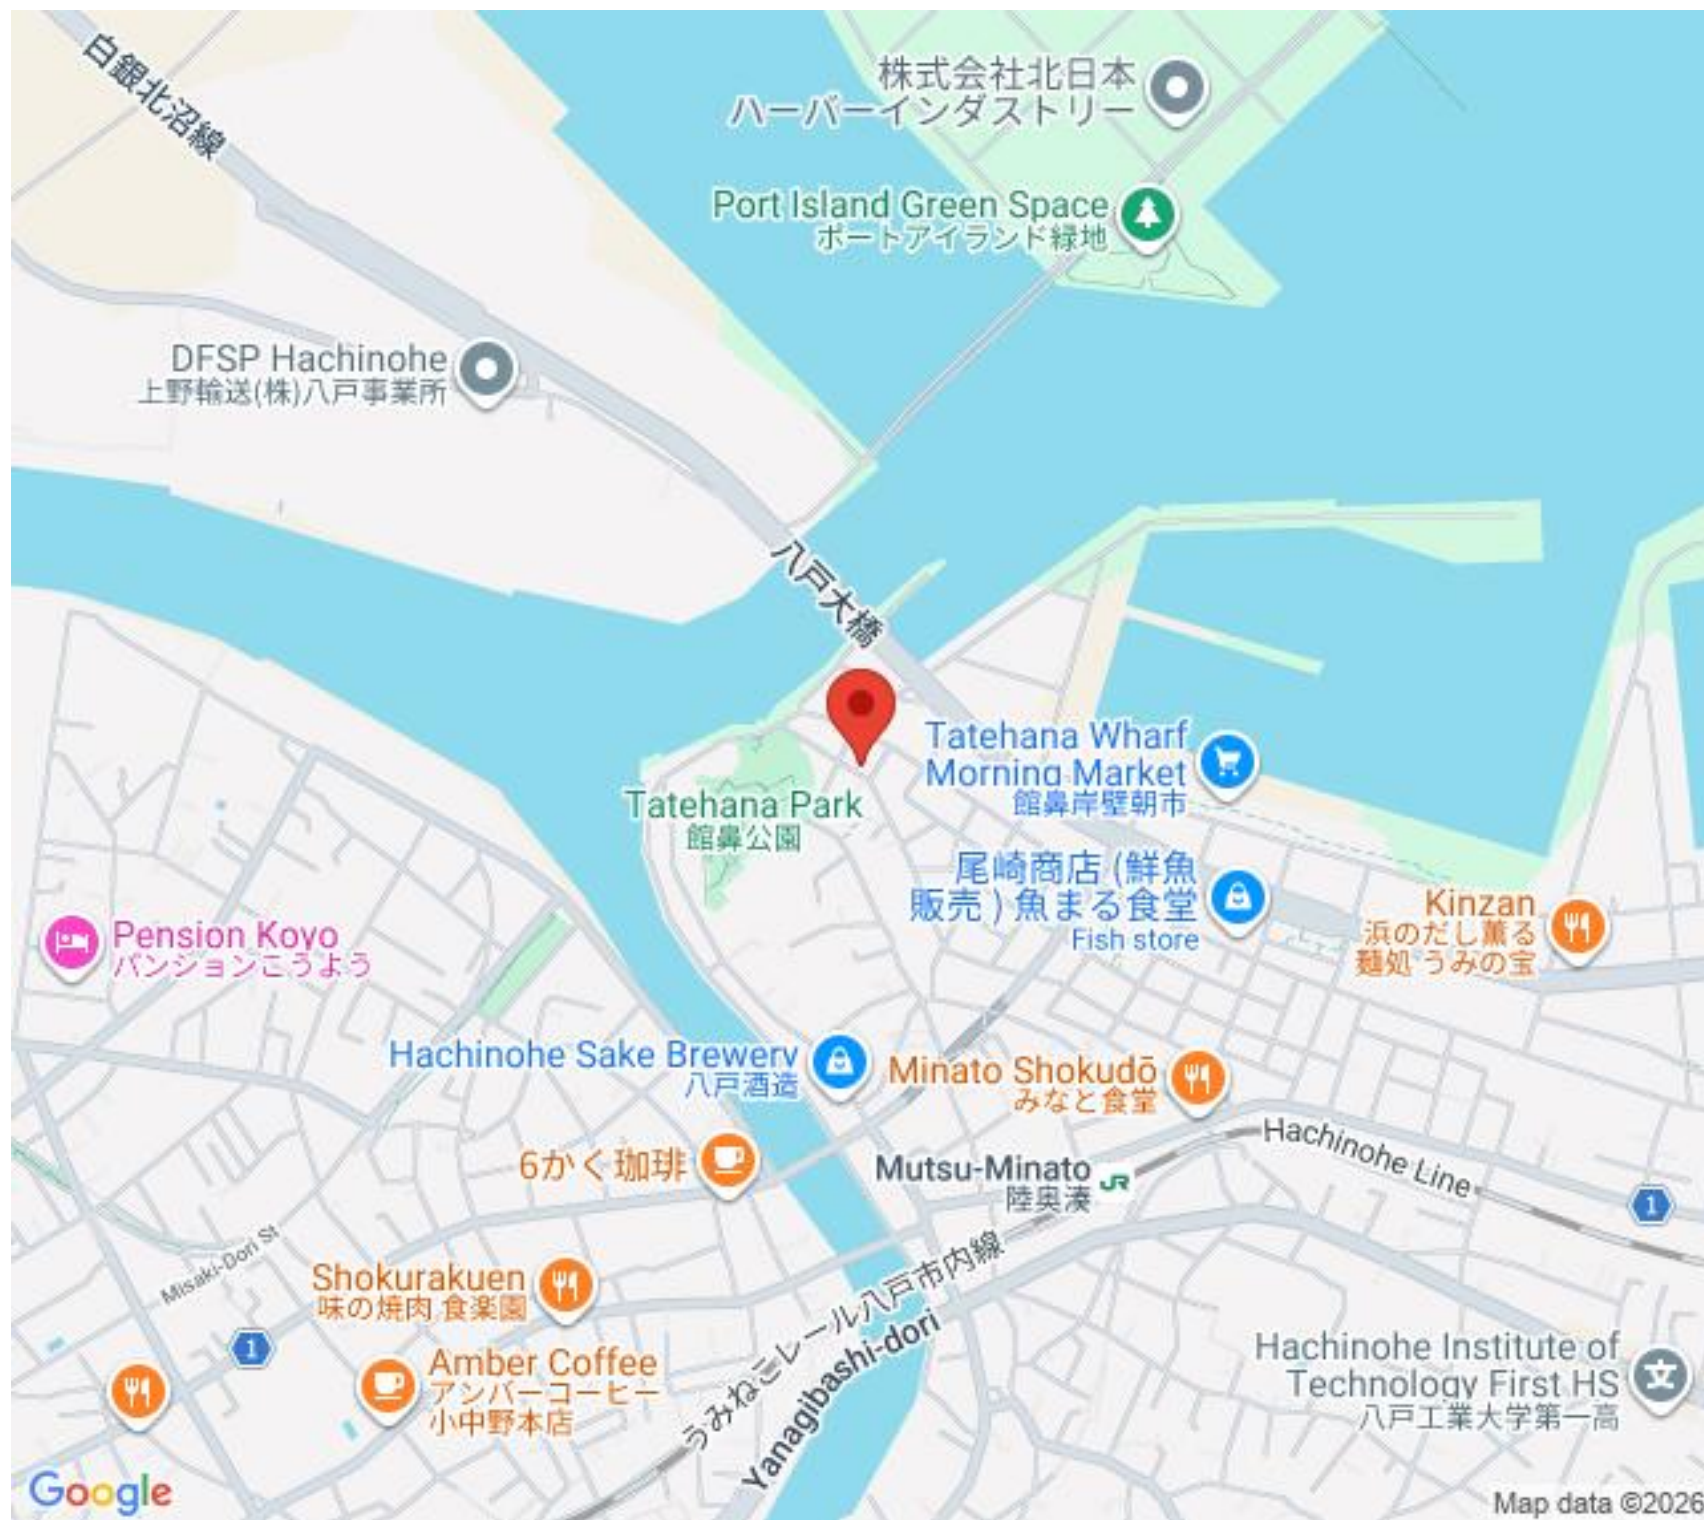 白銀北沼線
株式会社北日本
ハーバーインダストリー
Port Island Green Space
ポートアイランド緑地
DFSP Hachinohe
上野輸送(株)八戸事業所
八戸大橋
Tatehana Wharf
Morning Market
館鼻岸壁朝市
Tatehana Park
館鼻公園
尾崎商店 (鮮魚
販売 ) 魚まる食堂
Fish store
Kinzan
浜のだし薫る
麺処 うみの宝
Pension Koyo
パンションこうよう
Hachinohe Sake Brewery
八戸酒造
Minato Shokudō
みなと食堂
6かく珈琲
Mutsu-Minato
陸奥湊
JR
Hachinohe Line
1
Misaki-Dori St
うみねこレール八戸市内線
Yanagibashi-dori
Shokurakuen
味の焼肉 食楽園
1
Amber Coffee
アンバーコーヒー
小中野本店
Hachinohe Institute of
Technology First HS
八戸工業大学第一高
文
Google
Map data ©2026